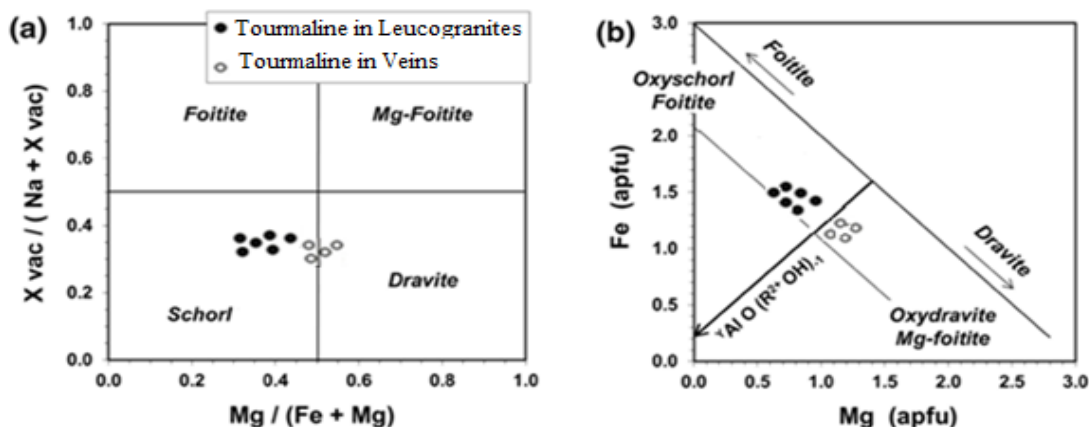 (a)
Tourmaline in Leucogranites
Tourmaline in Veins
1.0
0.8
0.6
0.4
0.2
0.0
X vac / ( Na + X vac)
Foitite
Mg-Foitite
Schorl
Dravite
0.0 0.2 0.4 0.6 0.8 1.0
Mg / (Fe + Mg)
(b)
3.0
2.0
1.5
1.0
0.5
0.0
Fe (apfu)
Foitite
Oxyschorl
Foitite
Dravite
ʸAl O (R²⁺ OH)₋₁
Oxydravite
Mg-foitite
0.0 0.5 1.0 1.5 2.0 2.5 3.0
Mg (apfu)